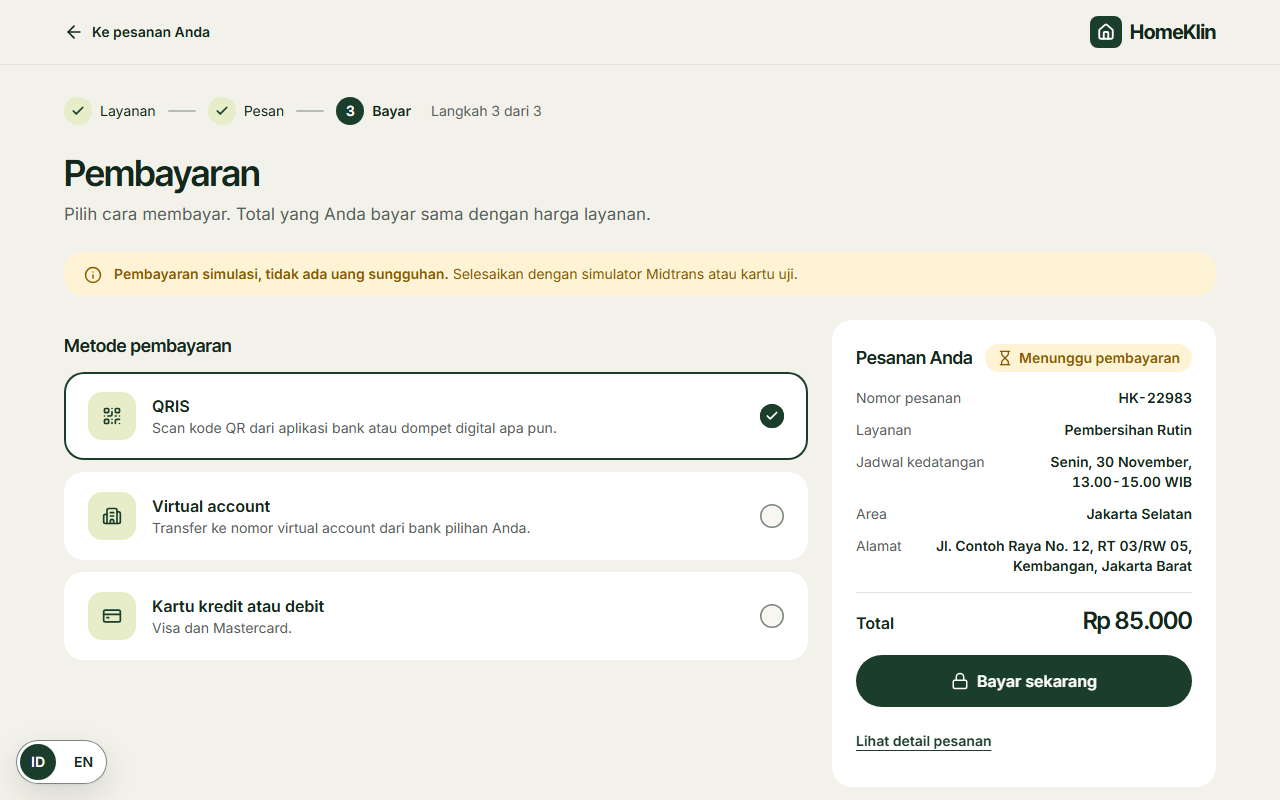 Ke pesanan Anda
HomeKlin
Layanan
Pesan
3
Bayar
Langkah 3 dari 3
Pembayaran
Pilih cara membayar. Total yang Anda bayar sama dengan harga layanan.
Pembayaran simulasi, tidak ada uang sungguhan. Selesaikan dengan simulator Midtrans atau kartu uji.
Metode pembayaran
QRIS
Scan kode QR dari aplikasi bank atau dompet digital apa pun.
Virtual account
Transfer ke nomor virtual account dari bank pilihan Anda.
Kartu kredit atau debit
Visa dan Mastercard.
Pesanan Anda
Menunggu pembayaran
Nomor pesanan
HK-22983
Layanan
Pembersihan Rutin
Jadwal kedatangan
Senin, 30 November,
13.00-15.00 WIB
Area
Jakarta Selatan
Alamat
Jl. Contoh Raya No. 12, RT 03/RW 05,
Kembangan, Jakarta Barat
Total
Rp 85.000
Bayar sekarang
Lihat detail pesanan
ID
EN